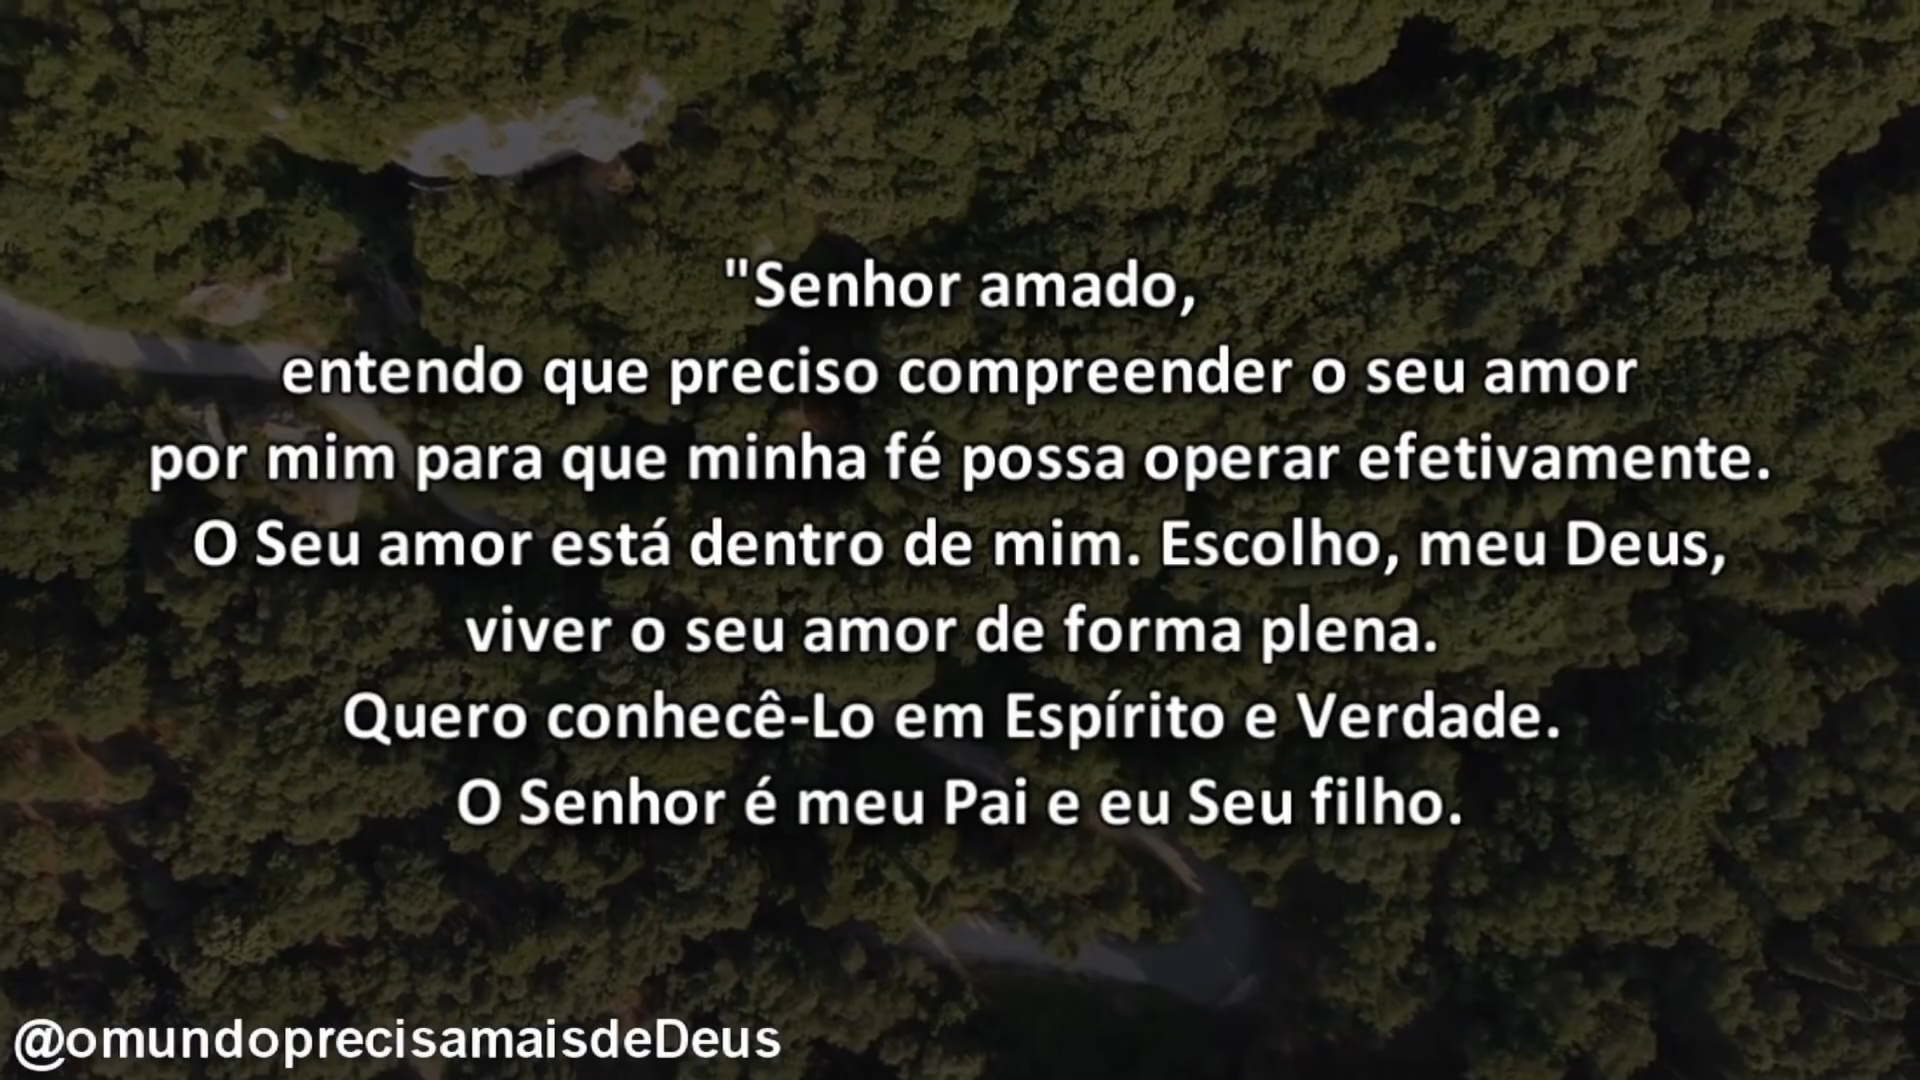 "Senhor amado,
entendo que preciso compreender o seu amor
por mim para que minha fé possa operar efetivamente.
O Seu amor está dentro de mim. Escolho, meu Deus,
viver o seu amor de forma plena.
Quero conhecê-Lo em Espírito e Verdade.
O Senhor é meu Pai e eu Seu filho.
@omundoprecisamaisdeDeus